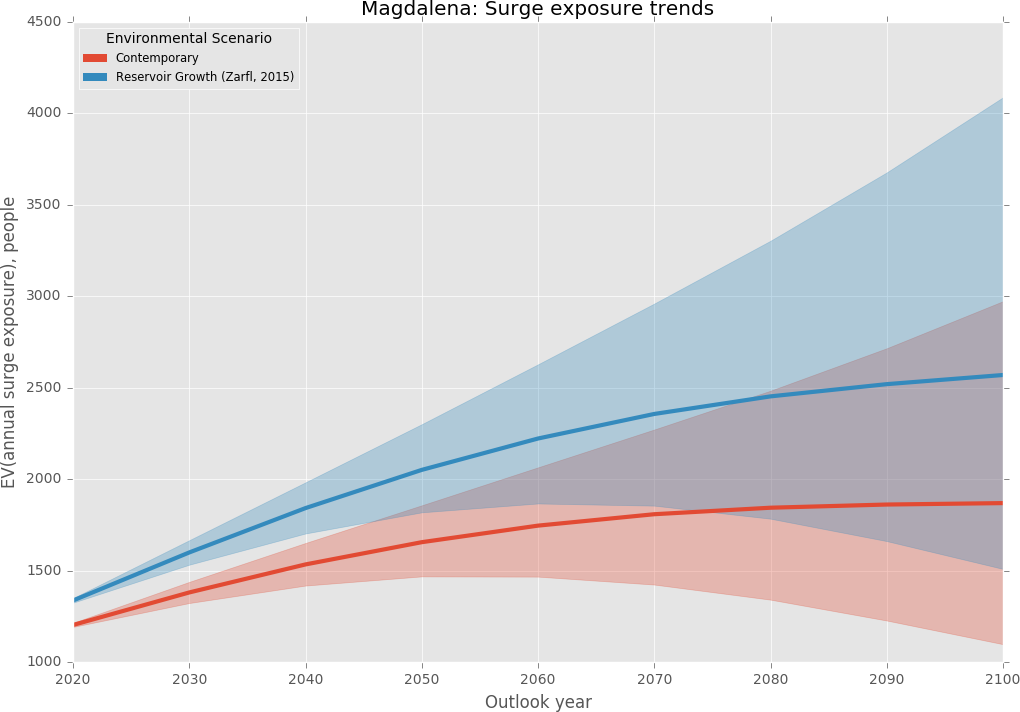 Magdalena: Surge exposure trends
Environmental Scenario
Contemporary
Reservoir Growth (Zarfl, 2015)
EV(annual surge exposure), people
4500
4000
3500
3000
2500
2000
1500
1000
2020 2030 2040 2050 2060 2070 2080 2090 2100
Outlook year